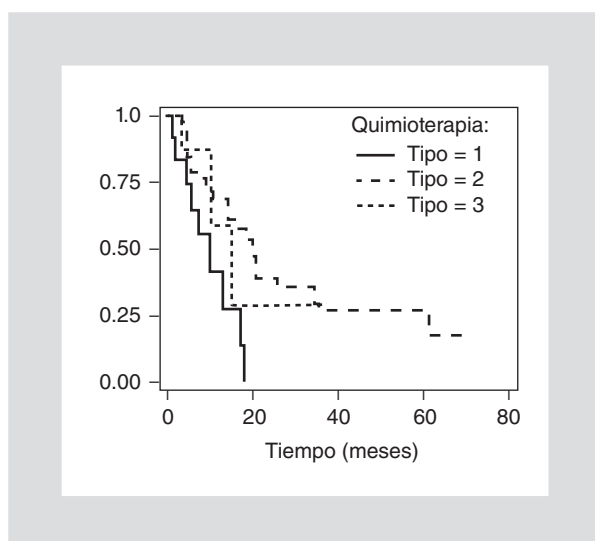 Quimioterapia:
Tipo = 1
Tipo = 2
Tipo = 3
1.0
0.75
0.50
0.25
0.00
0 20 40 60 80
Tiempo (meses)